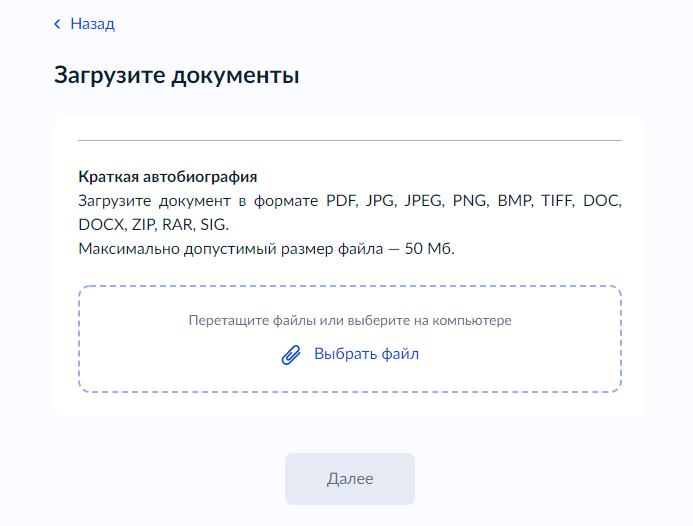 Назад
Загрузите документы
Краткая автобиография
Загрузите документ в формате PDF, JPG, JPEG, PNG, BMP, TIFF, DOC,
DOCX, ZIP, RAR, SIG.
Максимально допустимый размер файла — 50 Мб.
Перетащите файлы или выберите на компьютере
Выбрать файл
Далее